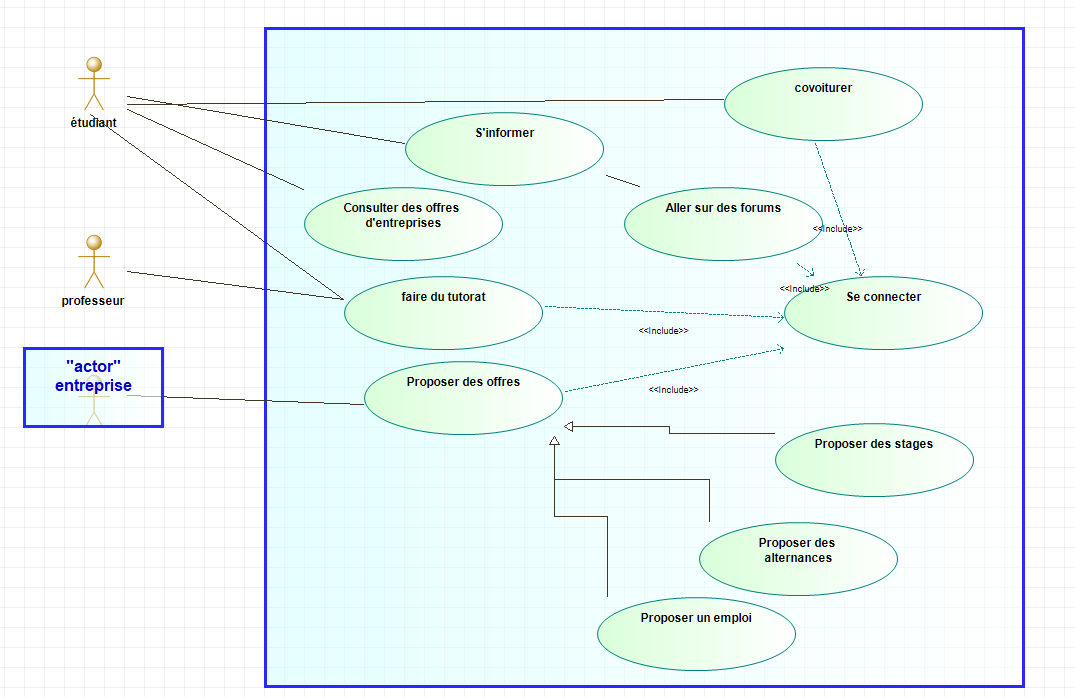 covoiturer
étudiant
S'informer
Consulter des offres
d'entreprises
Aller sur des forums
<<Include>>
professeur
faire du tutorat
<<Include>>
Se connecter
<<Include>>
"actor"
entreprise
Proposer des offres
<<Include>>
Proposer des stages
Proposer des
alternances
Proposer un emploi